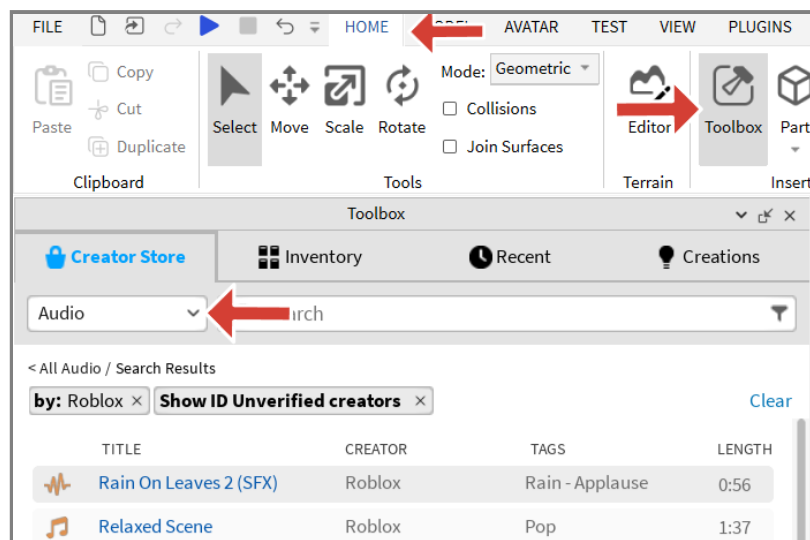 FILE HOME AVATAR TEST VIEW PLUGINS
Copy
Cut
Duplicate
Paste
Clipboard
Select Move Scale Rotate
Mode: Geometric
Collisions
Join Surfaces
Tools
Editor
Terrain
Toolbox
Part
Insert
Toolbox
Creator Store Inventory Recent Creations
Audio
< All Audio / Search Results
by: Roblox × Show ID Unverified creators ×
Clear
TITLE CREATOR TAGS LENGTH
Rain On Leaves 2 (SFX) Roblox Rain - Applause 0:56
Relaxed Scene Roblox Pop 1:37